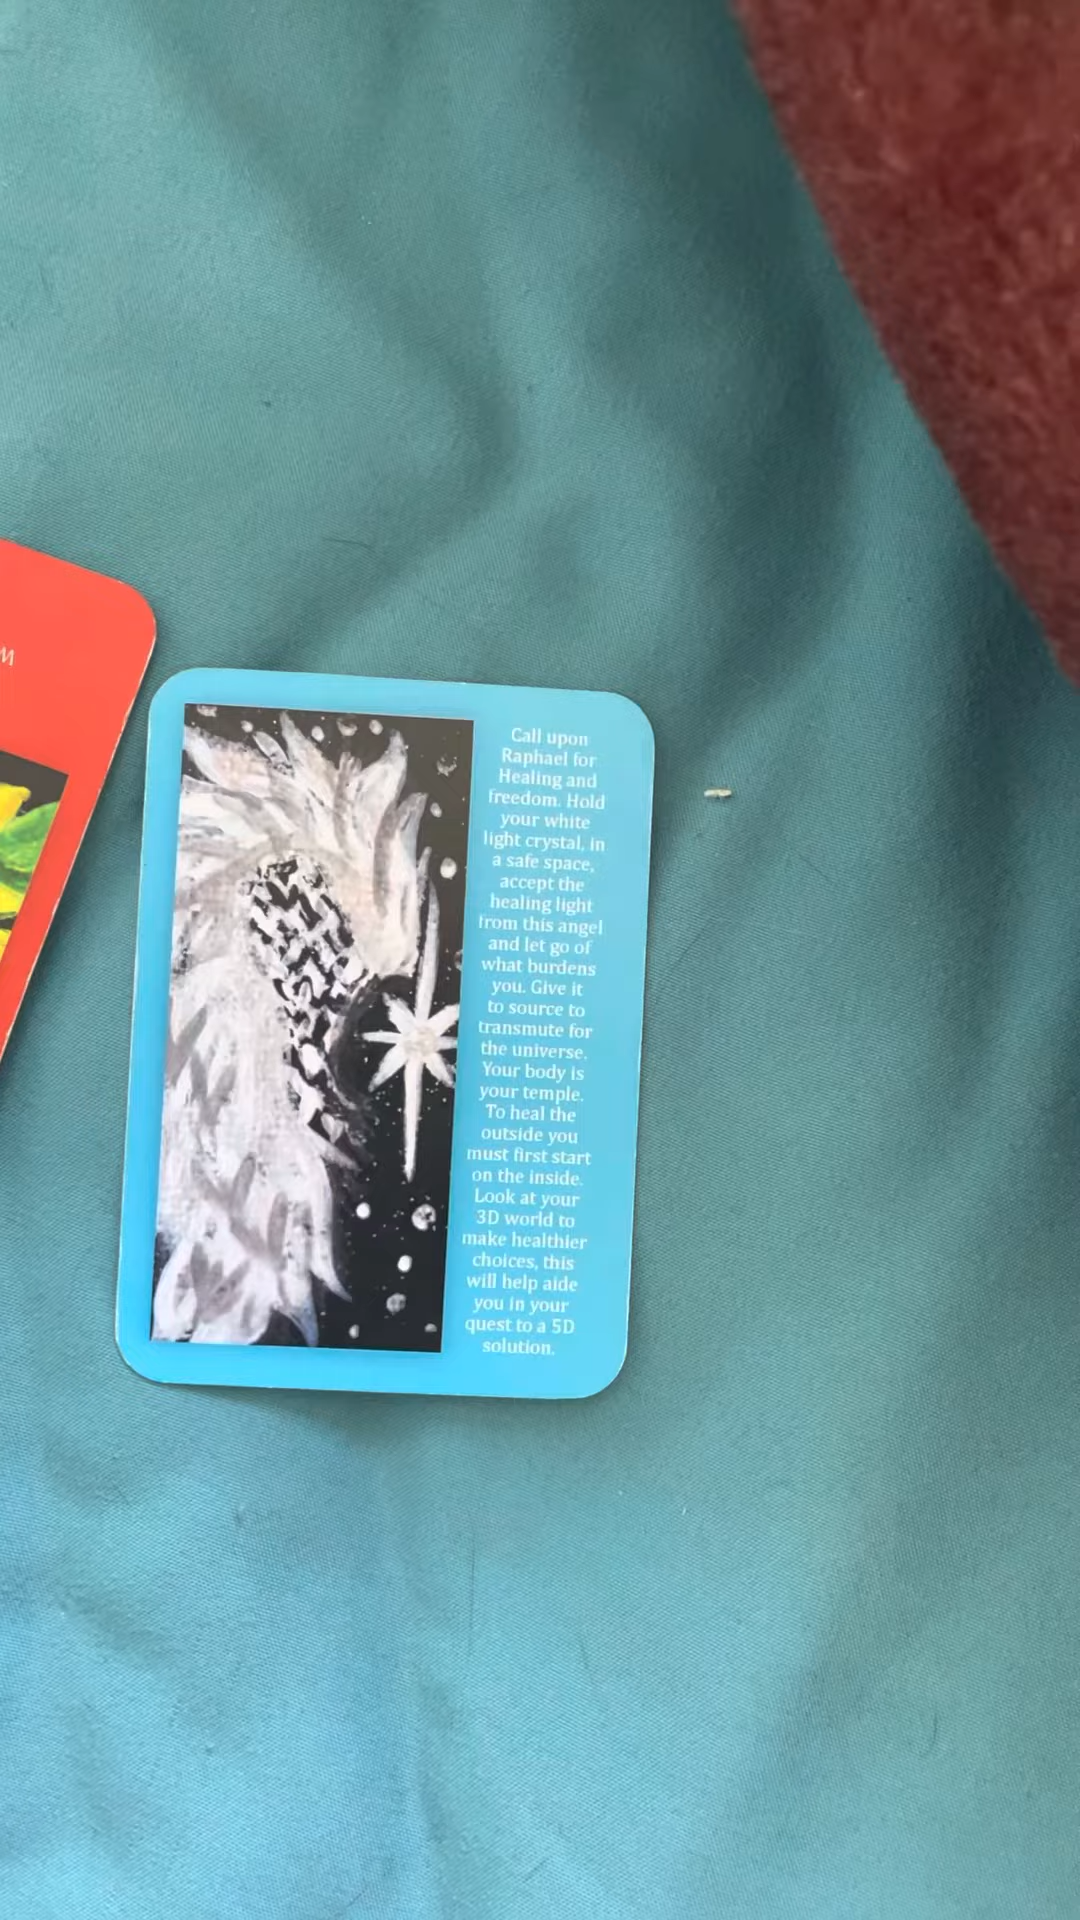 Call upon
Raphael for
Healing and
freedom. Hold
your white
light crystal, in
a safe space,
accept the
healing light
from this angel
and let go of
what burdens
you. Give it
to source to
transmute for
the universe.
Your body is
your temple.
To heal the
outside you
must first start
on the inside.
Look at your
3D world to
make healthier
choices, this
will help aide
you in your
quest to a 5D
solution.